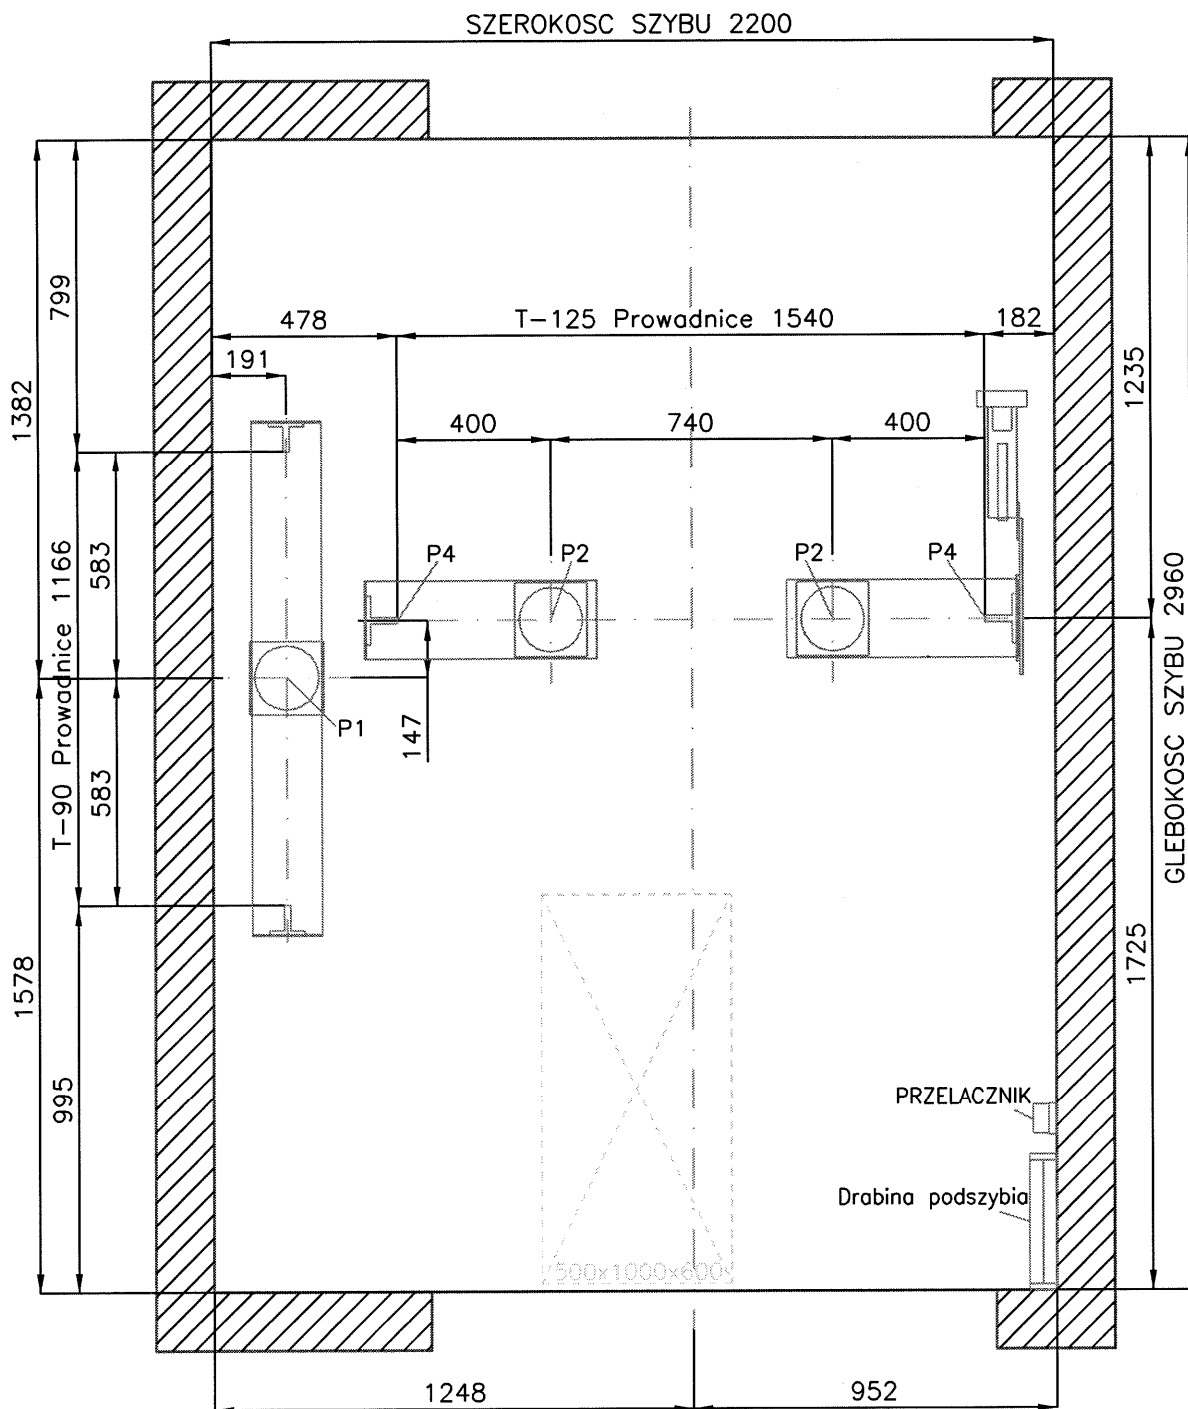 SZEROKOSC SZYBU 2200
478
T-125 Prowadnice 1540
182
191
400
740
400
799
1382
1235
583
T-90 Prowadnice 1166
P4
P2
P2
P4
P1
147
583
GLEBOKOSC SZYBU 2960
1578
1725
995
PRZELACZNIK
Drabina podszybia
500x1000x600
1248
952